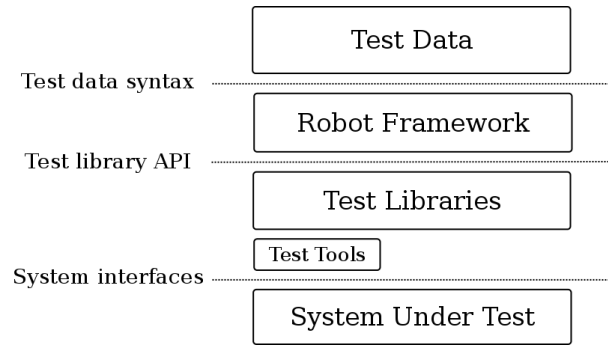 Test Data
Test data syntax
Robot Framework
Test library API
Test Libraries
Test Tools
System interfaces
System Under Test